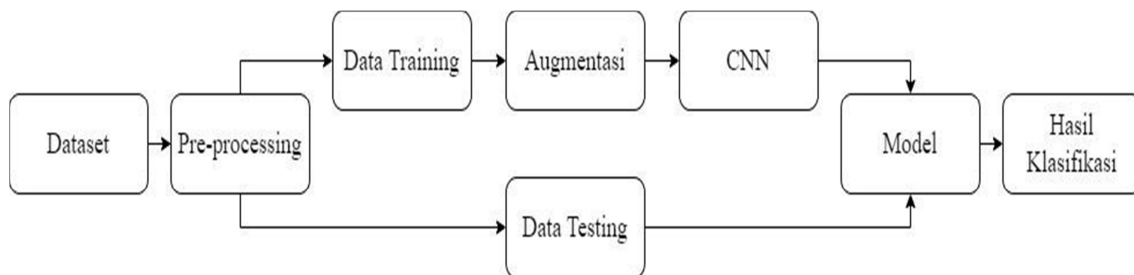 Dataset
Pre-processing
Data Training
Augmentasi
CNN
Data Testing
Model
Hasil
Klasifikasi